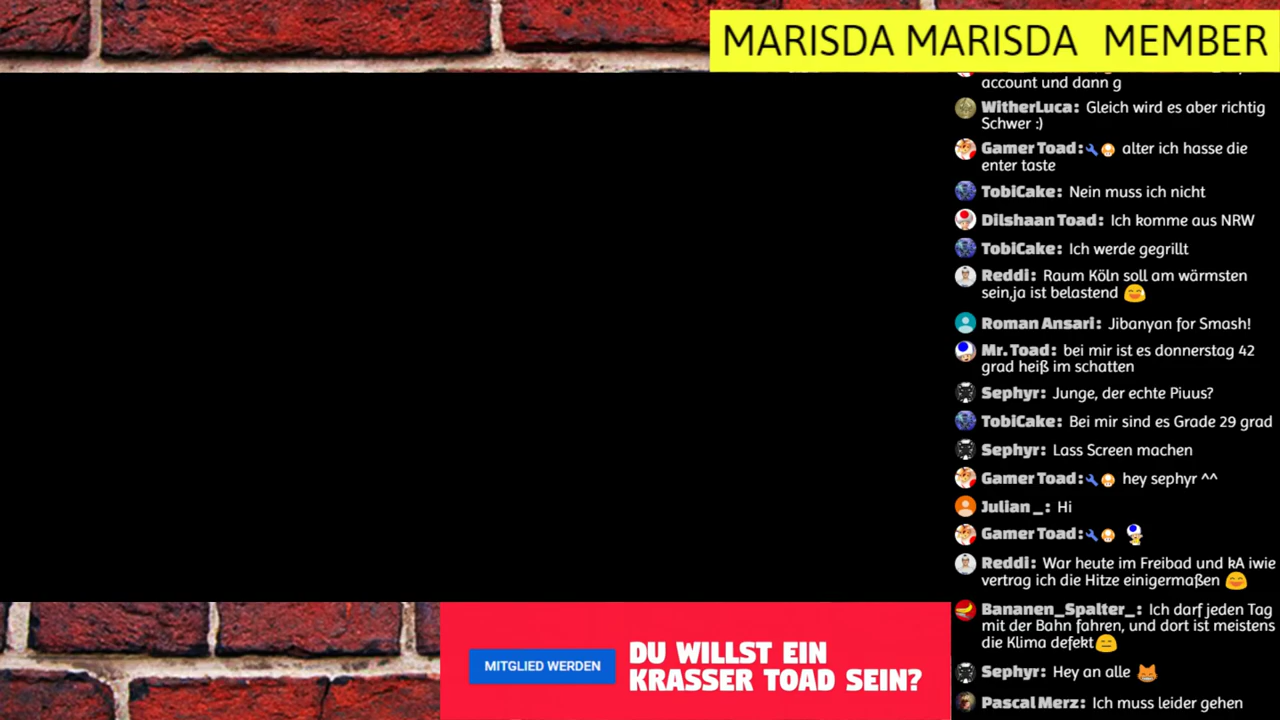 MARISDA MARISDA MEMBER
account und dann g
WitherLuca: Gleich wird es aber richtig
Schwer :)
Gamer Toad: alter ich hasse die
enter taste
TobiCake: Nein muss ich nicht
Dilshaan Toad: Ich komme aus NRW
TobiCake: Ich werde gegrillt
Reddi: Raum Köln soll am wärmsten
sein,ja ist belastend 😄
Roman Ansari: Jibanyan for Smash!
Mr. Toad: bei mir ist es donnerstag 42
grad heiß im schatten
Sephyr: Junge, der echte Piuus?
TobiCake: Bei mir sind es Grade 29 grad
Sephyr: Lass Screen machen
Gamer Toad: hey sephyr ^^
Julian _: Hi
Gamer Toad:
Reddi: War heute im Freibad und kA iwie
vertrag ich die Hitze einigermaßen 😄
Bananen_Spalter_: Ich darf jeden Tag
mit der Bahn fahren, und dort ist meistens
die Klima defekt😑
Sephyr: Hey an alle 😸
Pascal Merz: Ich muss leider gehen
MITGLIED WERDEN
DU WILLST EIN
KRASSER TOAD SEIN?